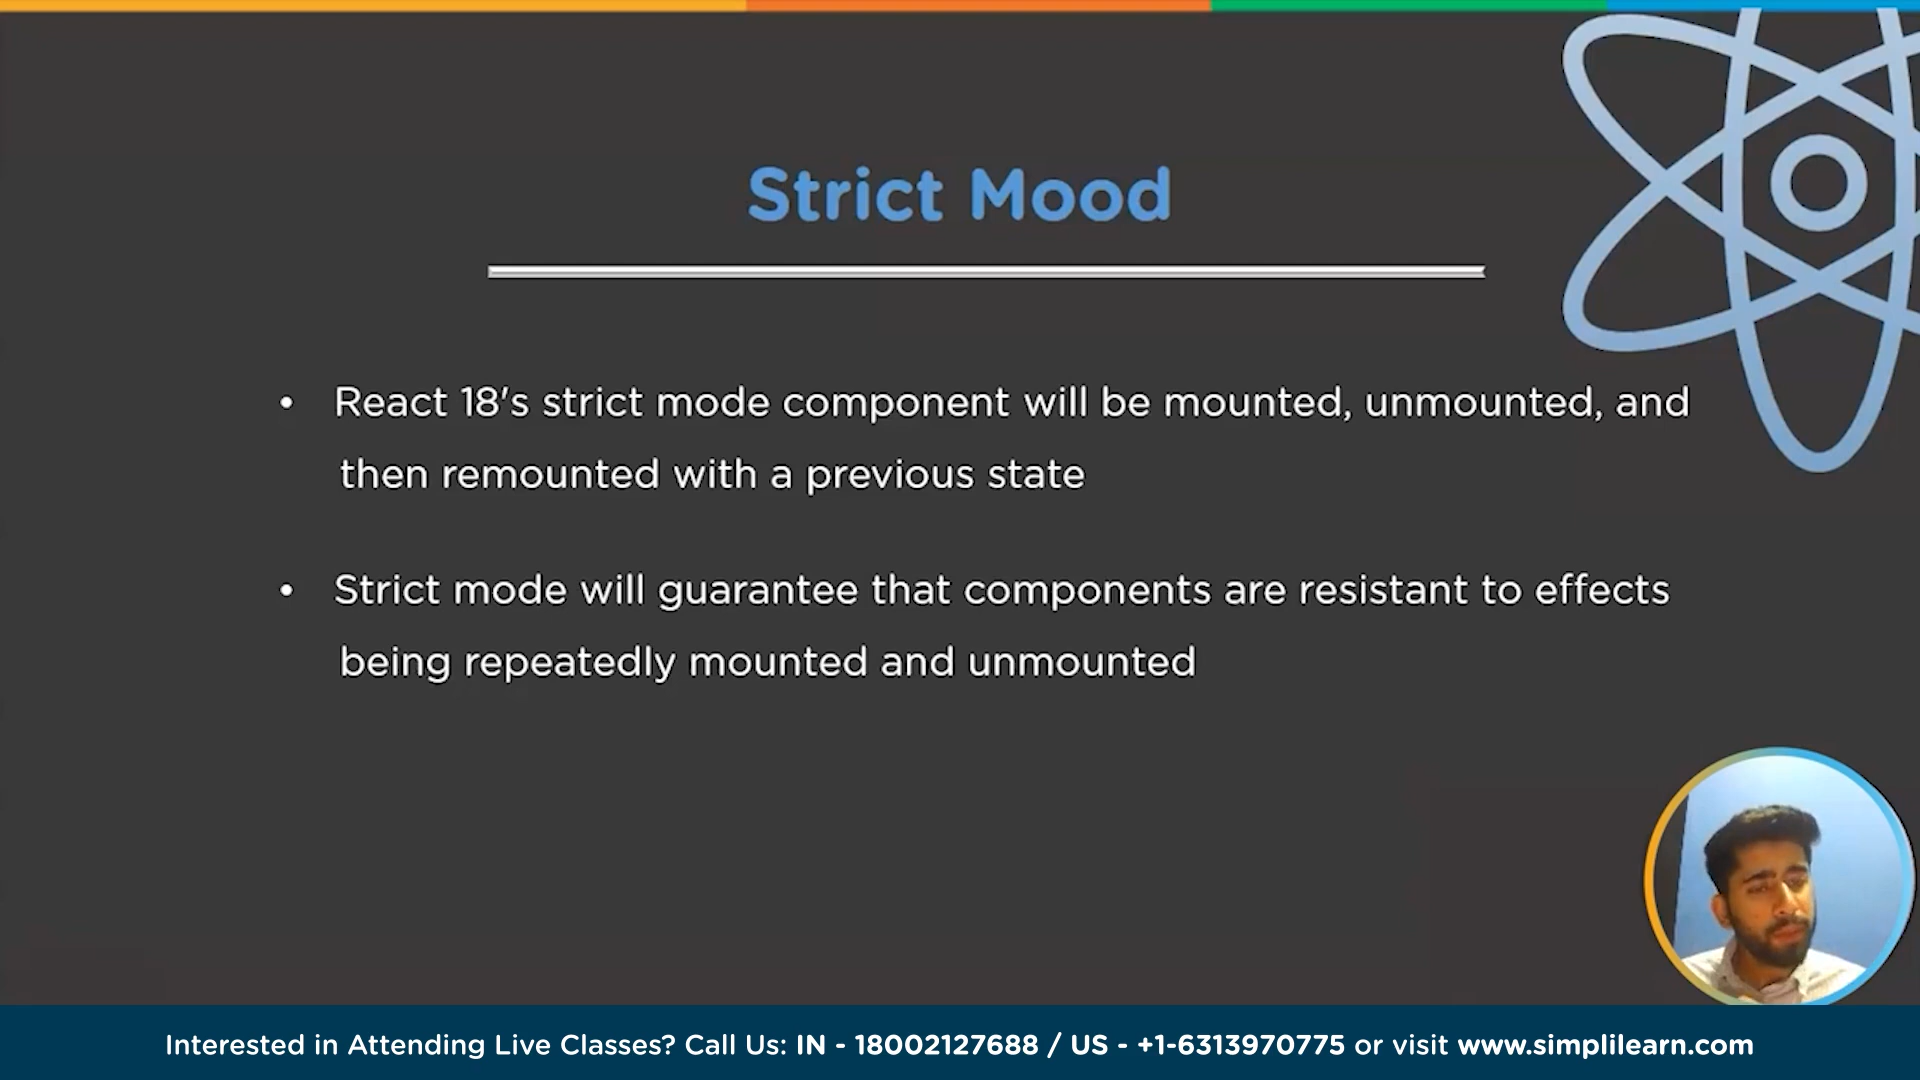 Strict Mood
• React 18's strict mode component will be mounted, unmounted, and
then remounted with a previous state
• Strict mode will guarantee that components are resistant to effects
being repeatedly mounted and unmounted
Interested in Attending Live Classes? Call Us: IN - 18002127688 / US - +1-6313970775 or visit www.simplilearn.com